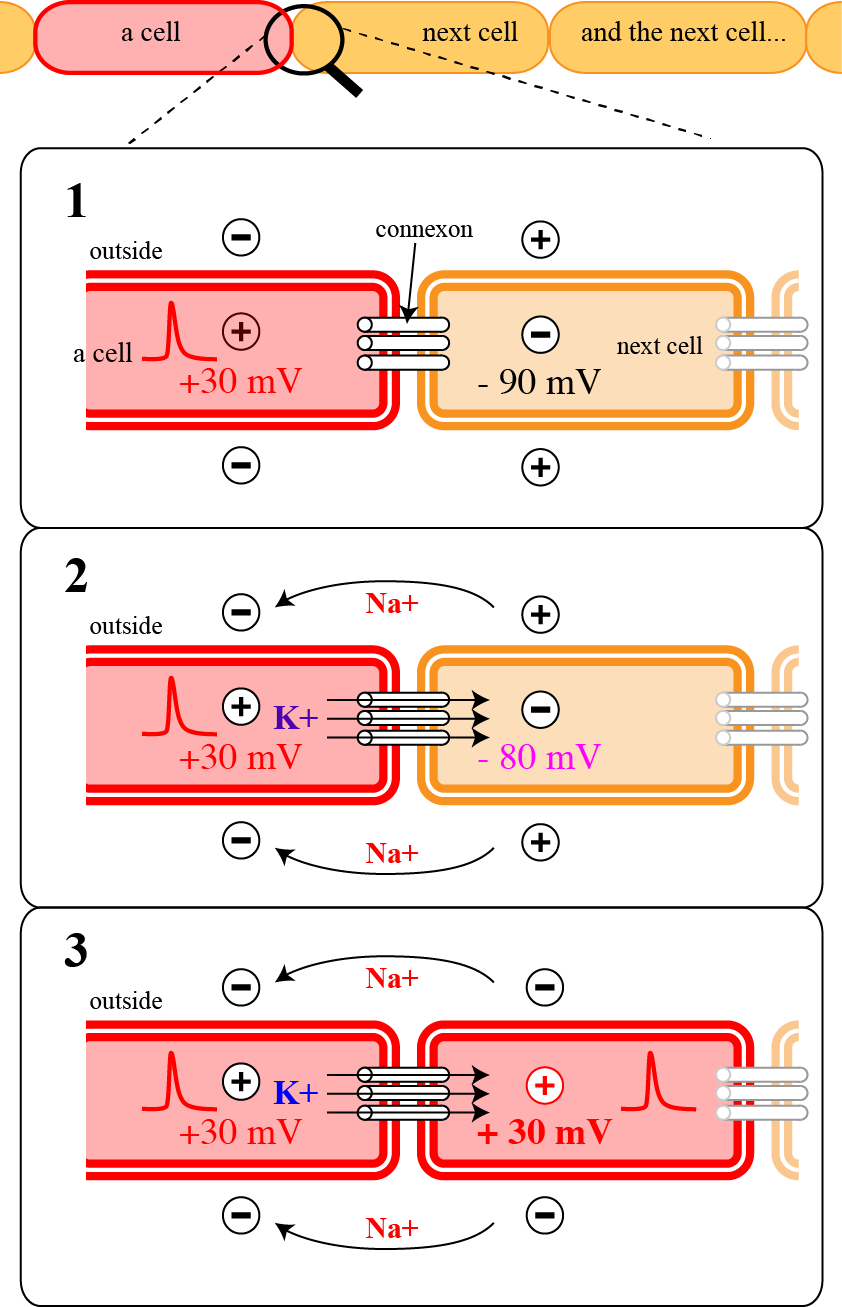 a cell
next cell
and the next cell...
1
connexon
outside
a cell
+30 mV
- 90 mV
next cell
2
Na+
outside
K+
+30 mV
- 80 mV
Na+
3
Na+
outside
K+
+30 mV
+ 30 mV
Na+